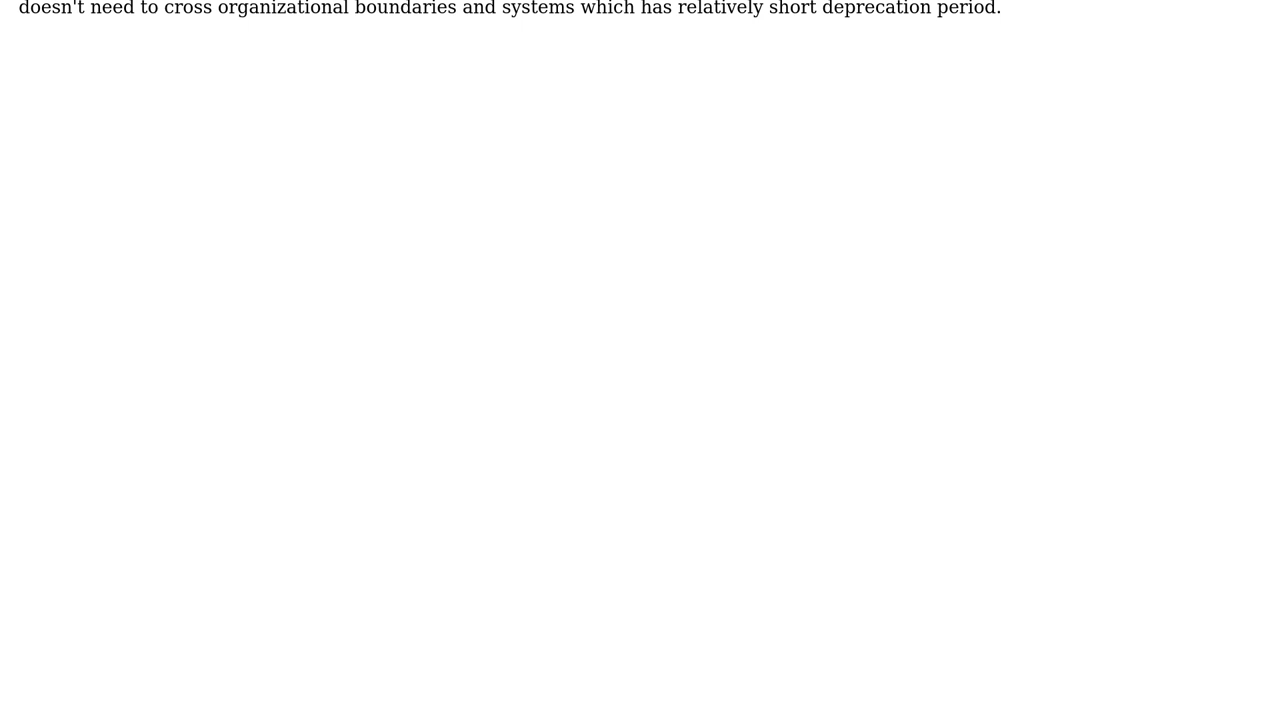 doesn't need to cross organizational boundaries and systems which has relatively short deprecation period.